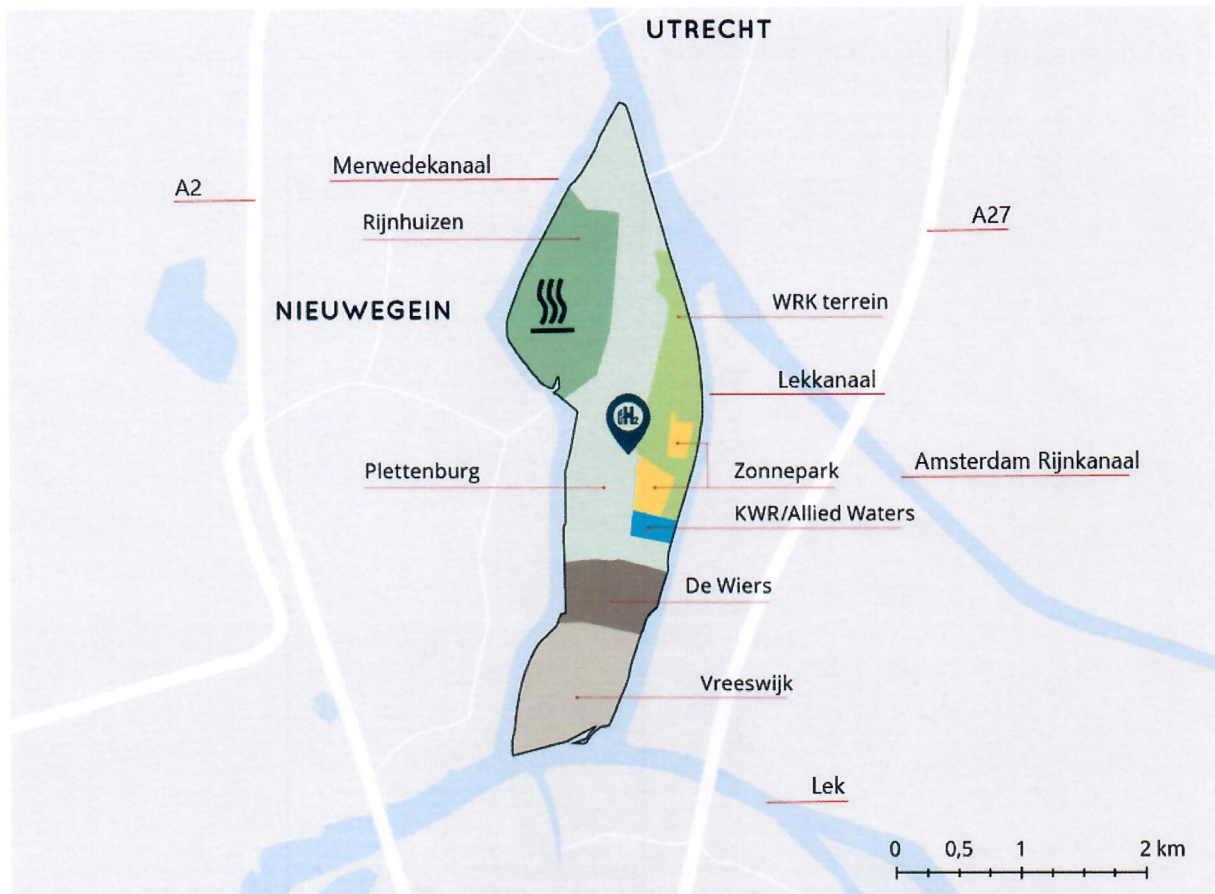 UTRECHT
Merwedekanaal
A2
Rijnhuizen
A27
NIEUWEGEIN
WRK terrein
Lekkanaal
H2
Plettenburg
Zonnepark
Amsterdam Rijnkanaal
KWR/Allied Waters
De Wiers
Vreeswijk
Lek
0 0,5 1 2 km